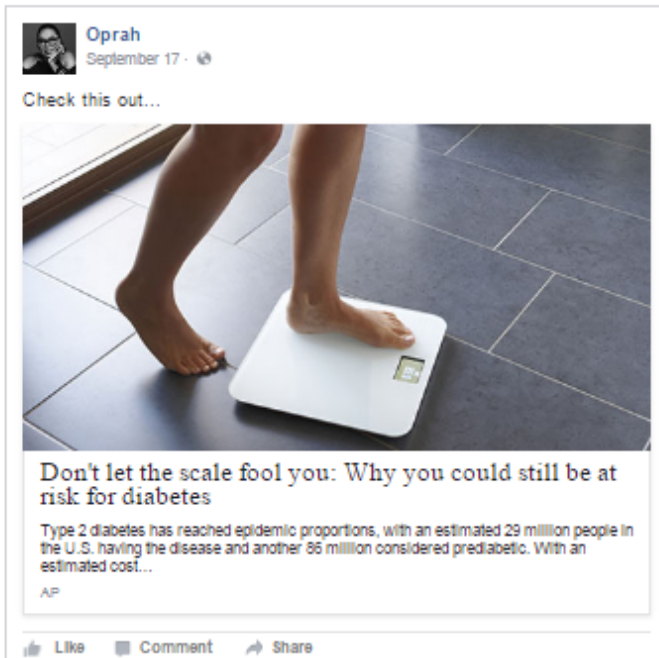 Oprah
September 17 ·
Check this out...
Don't let the scale fool you: Why you could still be at
risk for diabetes
Type 2 diabetes has reached epidemic proportions, with an estimated 29 million people in
the U.S. having the disease and another 86 million considered prediabetic. With an
estimated cost...
AP
Like Comment Share